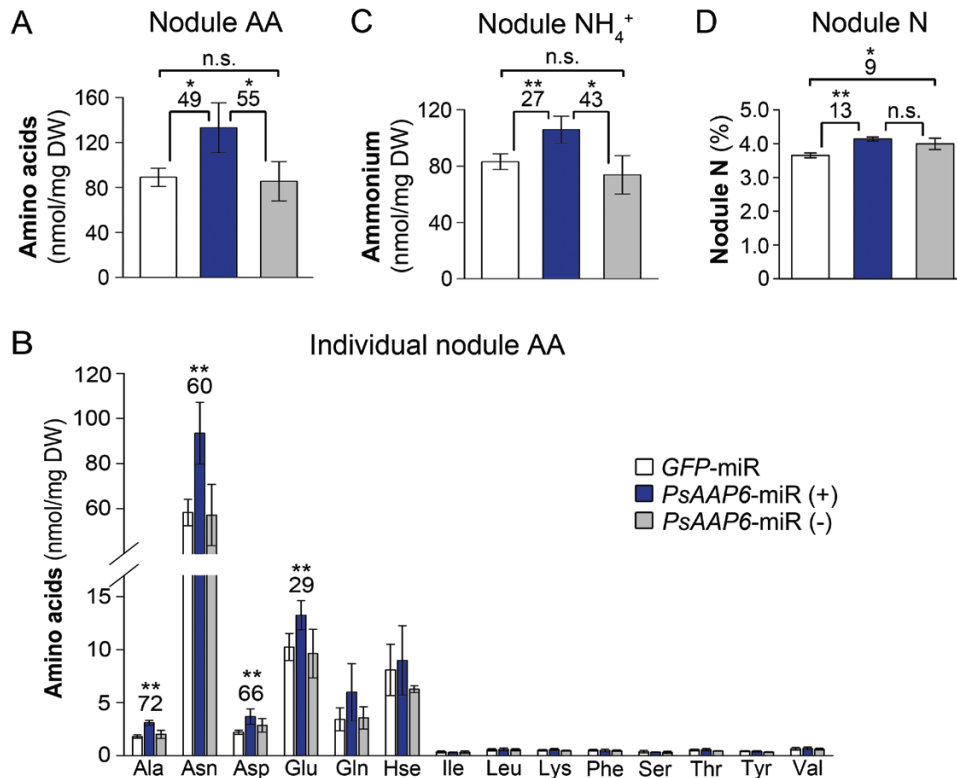 A Nodule AA
n.s.
* *
49 55
160
120
80
40
0
Amino acids
(nmol/mg DW)
C Nodule NH4+
n.s.
** *
27 43
120
80
40
0
Ammonium
(nmol/mg DW)
D Nodule N
*
9
**
13 n.s.
5.0
4.0
3.0
2.0
1.0
0
Nodule N (%)
B Individual nodule AA
120
100
80
60
15
10
5
0
Amino acids (nmol/mg DW)
**
72
**
60
**
66
**
29
GFP-miR
PsAAP6-miR (+)
PsAAP6-miR (-)
Ala Asn Asp Glu Gln Hse Ile Leu Lys Phe Ser Thr Tyr Val